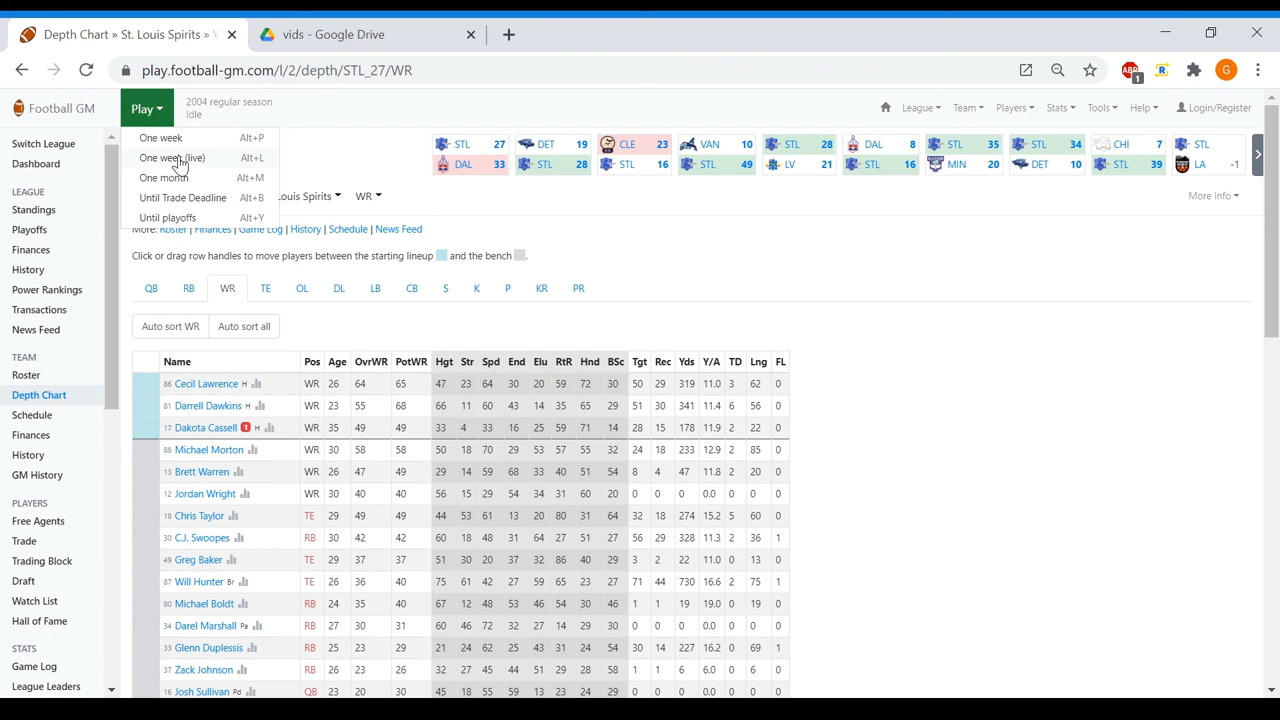 Depth Chart » St. Louis Spirits »
vids - Google Drive
play.football-gm.com/l/2/depth/STL_27/WR
ABP 1 R G
Football GM
Play
2004 regular season
Idle
League Team Players Stats Tools Help Login/Register
One week Alt+P
One week (live) Alt+L
One month Alt+M
Until Trade Deadline Alt+B
Until playoffs Alt+Y
STL 27 DET 19 CLE 23 VAN 10 STL 28 DAL 8 STL 35 STL 34 CHI 7 STL
DAL 33 STL 28 STL 16 STL 49 LV 21 STL 16 MIN 20 DET 10 STL 39 LA -1
Louis Spirits WR More Info
More: Roster | Finances | Game Log | History | Schedule | News Feed
Click or drag row handles to move players between the starting lineup and the bench .
QB RB WR TE OL DL LB CB S K P KR PR
Auto sort WR Auto sort all
Name Pos Age OvrWR PotWR Hgt Str Spd End Elu RtR Hnd BSc Tgt Rec Yds Y/A TD Lng FL
86 Cecil Lawrence H WR 26 64 65 47 23 64 30 20 59 72 30 50 29 319 11.0 3 62 0
81 Darrell Dawkins H WR 23 55 68 66 11 60 43 14 35 65 29 51 30 341 11.4 6 56 0
17 Dakota Cassell 1 H WR 35 49 49 33 4 33 16 25 59 71 14 28 15 178 11.9 2 22 0
88 Michael Morton WR 30 58 58 50 18 70 29 53 57 55 32 24 18 233 12.9 2 85 0
13 Brett Warren WR 26 47 49 29 14 59 68 33 40 51 54 8 4 47 11.8 2 20 0
12 Jordan Wright WR 30 40 40 56 15 29 54 34 31 60 20 0 0 0 0.0 0 0 0
18 Chris Taylor TE 29 49 49 44 53 61 13 20 80 31 64 32 18 274 15.2 5 60 0
30 C.J. Swoopes RB 30 42 42 60 18 48 31 64 27 51 27 56 29 328 11.3 2 36 1
49 Greg Baker TE 29 37 37 51 30 20 37 32 86 40 29 3 2 22 11.0 0 13 0
87 Will Hunter Br TE 26 36 40 75 61 42 27 59 65 23 27 71 44 730 16.6 2 75 1
80 Michael Boldt RB 24 35 40 67 12 48 53 46 54 30 46 1 1 19 19.0 0 19 0
34 Darel Marshall Pa RB 27 30 31 60 46 72 32 27 14 29 30 0 0 0 0.0 0 0 0
33 Glenn Duplessis RB 25 23 29 21 24 62 25 43 31 24 54 30 14 227 16.2 0 69 1
37 Zack Johnson RB 26 23 26 32 27 45 44 51 29 28 58 1 1 6 6.0 0 6 0
16 Josh Sullivan Pd QB 23 20 30 45 18 55 59 13 23 24 29 0 0 0 0.0 0 0 0
Switch League
Dashboard
LEAGUE
Standings
Playoffs
Finances
History
Power Rankings
Transactions
News Feed
TEAM
Roster
Depth Chart
Schedule
Finances
History
GM History
PLAYERS
Free Agents
Trade
Trading Block
Draft
Watch List
Hall of Fame
STATS
Game Log
League Leaders